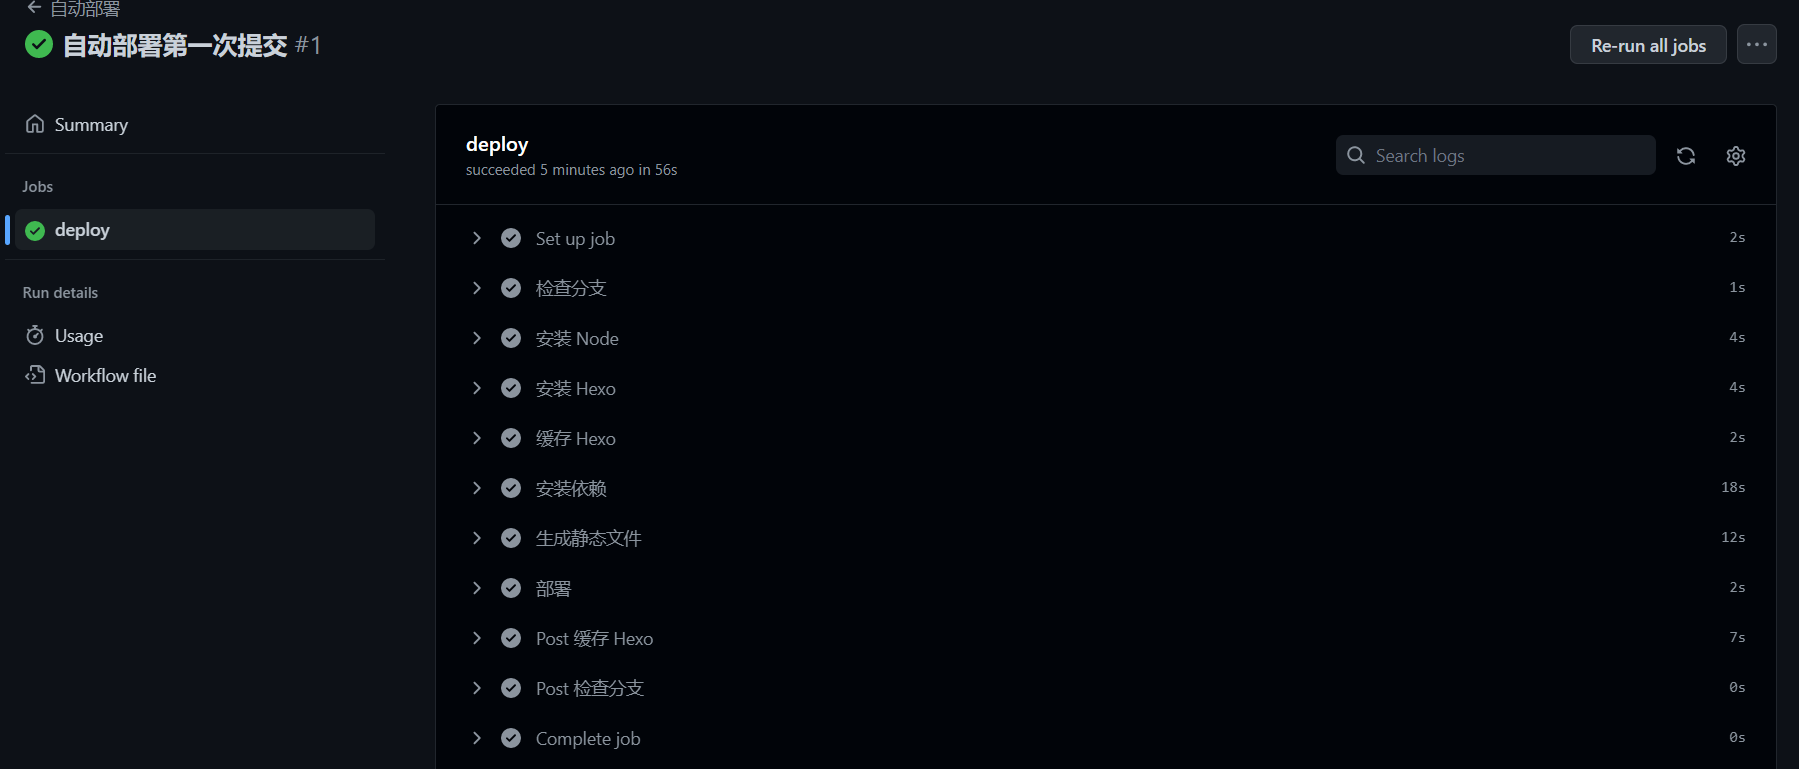 自动部署
自动部署第一次提交 #1
Re-run all jobs
Summary
Jobs
deploy
Run details
Usage
Workflow file
deploy
succeeded 5 minutes ago in 56s
Search logs
Set up job 2s
检查分支 1s
安装 Node 4s
安装 Hexo 4s
缓存 Hexo 2s
安装依赖 18s
生成静态文件 12s
部署 2s
Post 缓存 Hexo 7s
Post 检查分支 0s
Complete job 0s